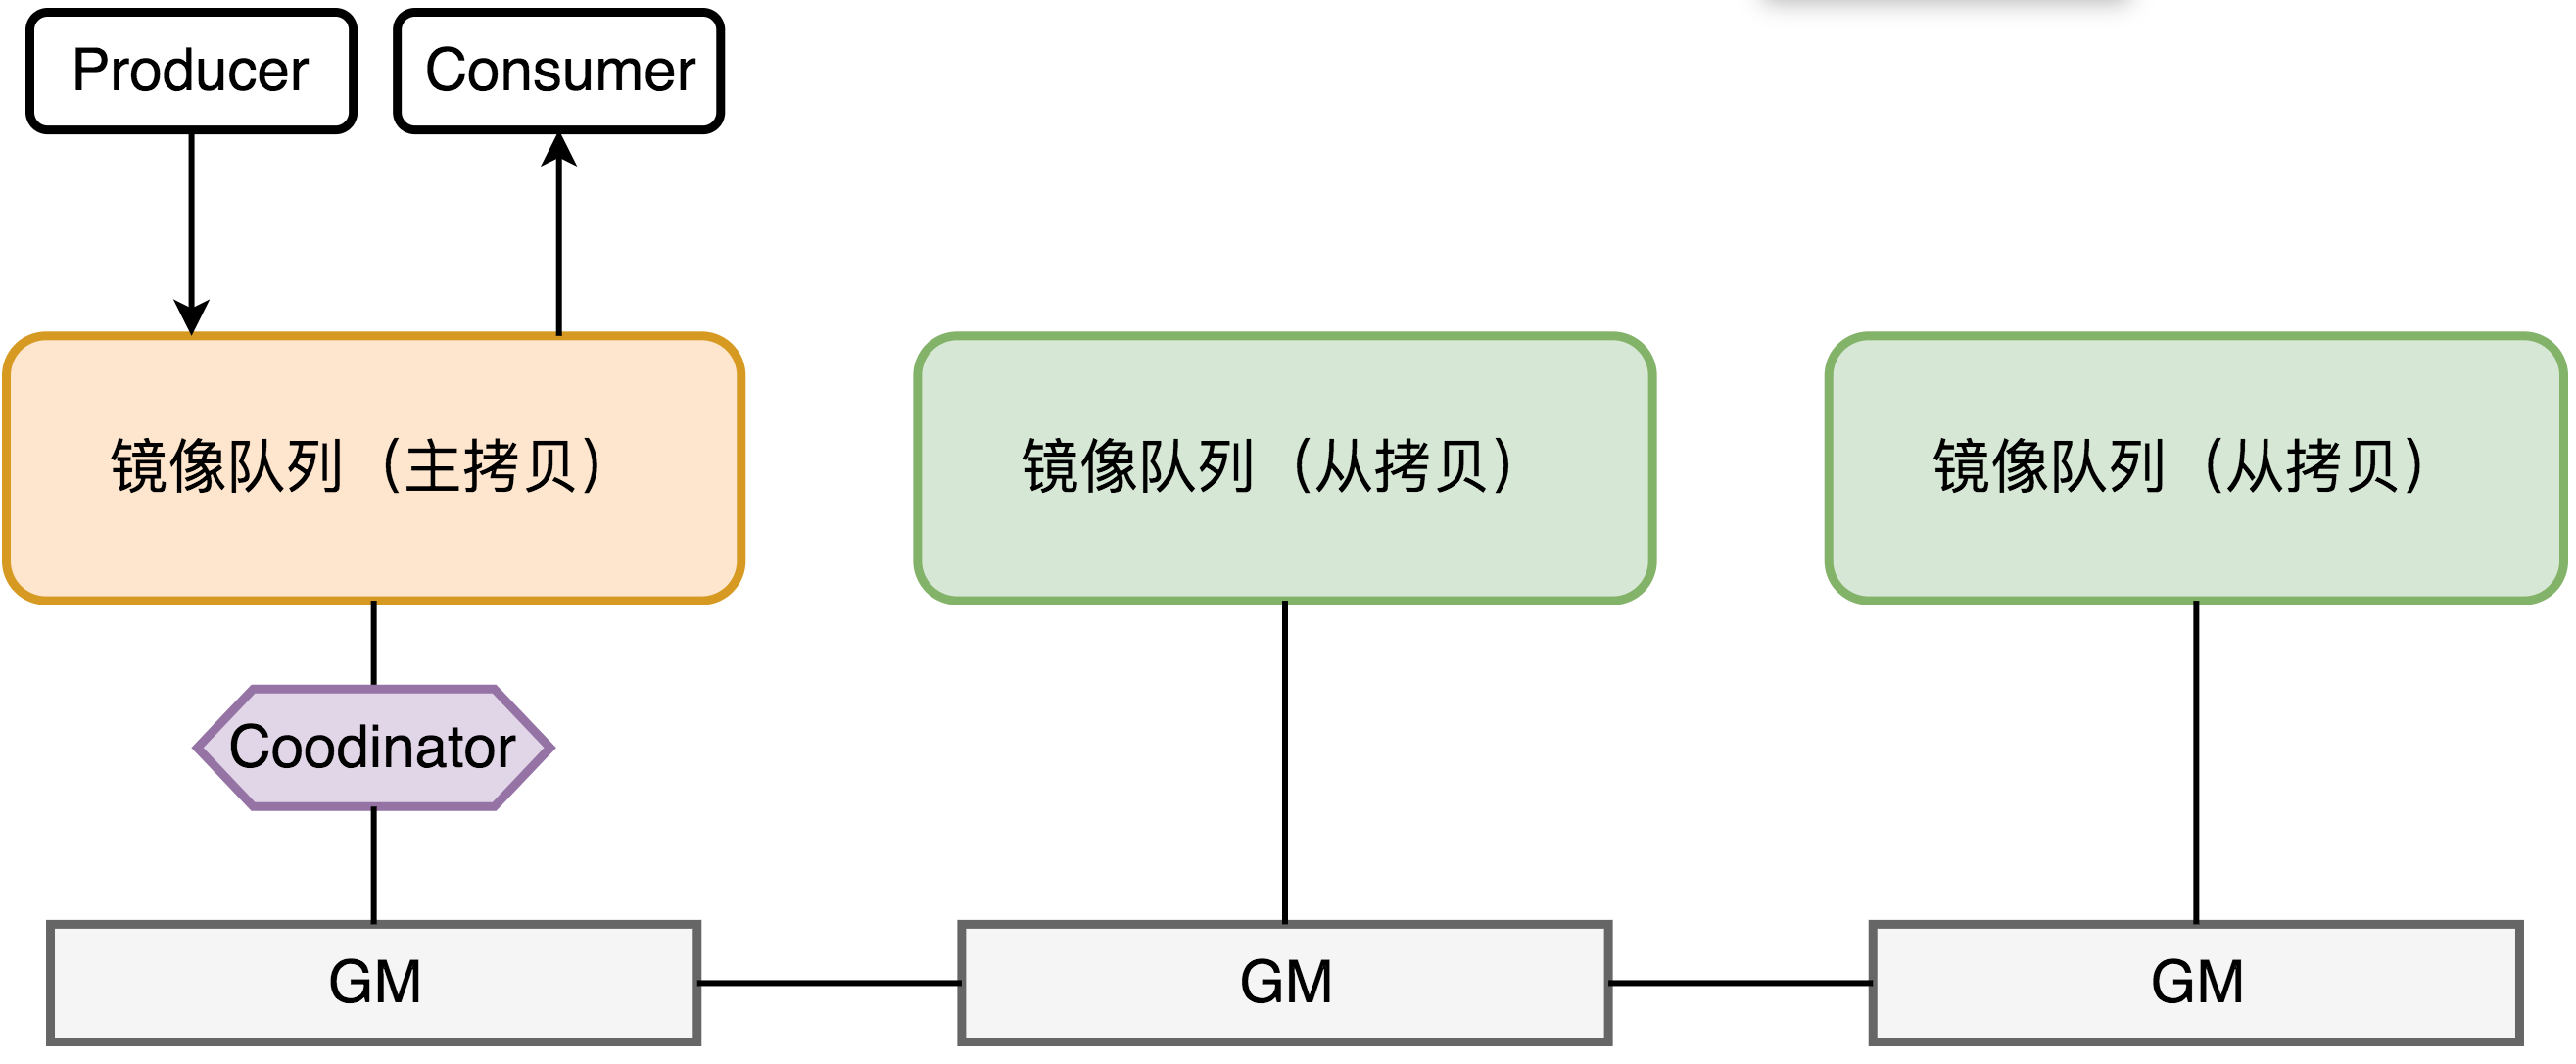 Producer
Consumer
镜像队列（主拷贝）
镜像队列（从拷贝）
镜像队列（从拷贝）
Coodinator
GM
GM
GM